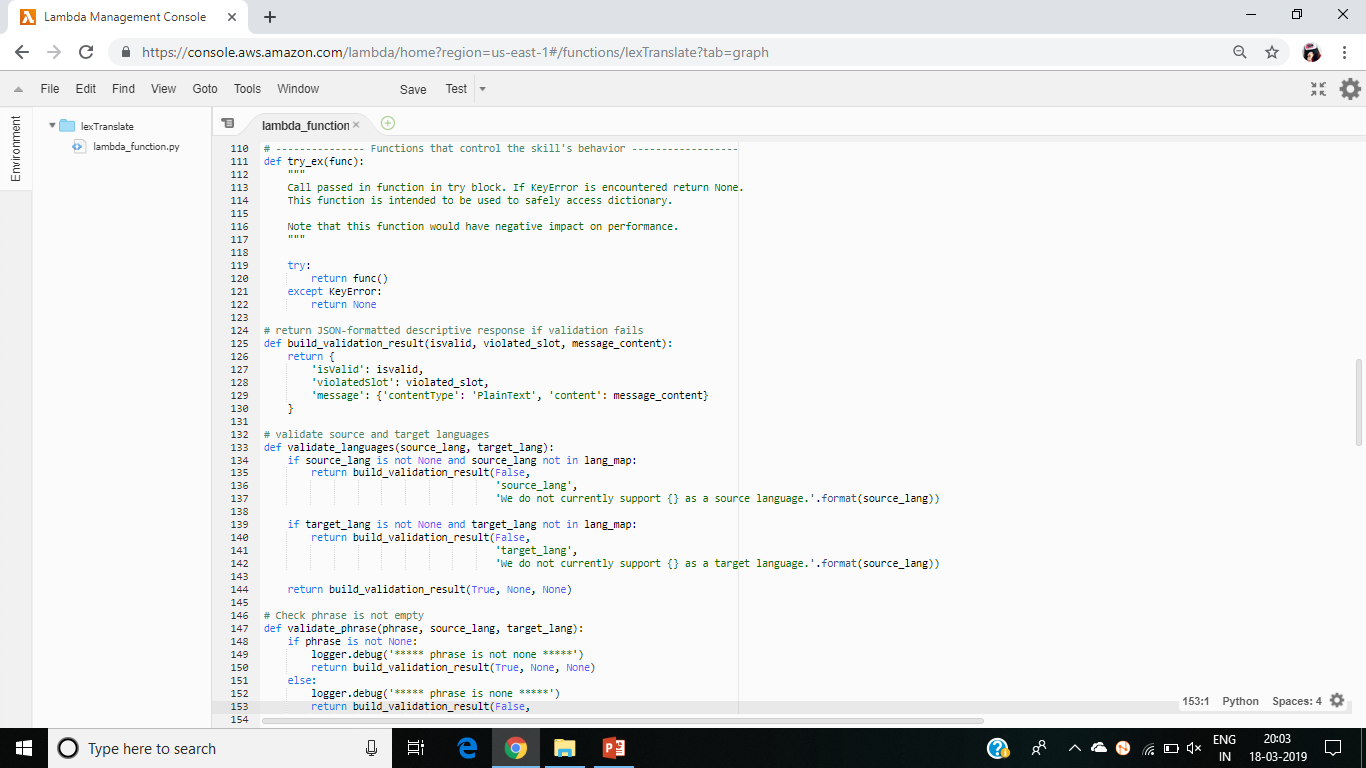 Lambda Management Console
https://console.aws.amazon.com/lambda/home?region=us-east-1#/functions/lexTranslate?tab=graph
File Edit Find View Goto Tools Window Save Test
Environment
lexTranslate
lambda_function.py
lambda_function
110 # --------------- Functions that control the skill's behavior ------------------
111 def try_ex(func):
112     """
113     Call passed in function in try block. If KeyError is encountered return None.
114     This function is intended to be used to safely access dictionary.
115
116     Note that this function would have negative impact on performance.
117     """
118
119     try:
120         return func()
121     except KeyError:
122         return None
123
124 # return JSON-formatted descriptive response if validation fails
125 def build_validation_result(isvalid, violated_slot, message_content):
126     return {
127         'isValid': isvalid,
128         'violatedSlot': violated_slot,
129         'message': {'contentType': 'PlainText', 'content': message_content}
130     }
131
132 # validate source and target languages
133 def validate_languages(source_lang, target_lang):
134     if source_lang is not None and source_lang not in lang_map:
135         return build_validation_result(False,
136                                        'source_lang',
137                                        'We do not currently support {} as a source language.'.format(source_lang))
138
139     if target_lang is not None and target_lang not in lang_map:
140         return build_validation_result(False,
141                                        'target_lang',
142                                        'We do not currently support {} as a target language.'.format(source_lang))
143
144     return build_validation_result(True, None, None)
145
146 # Check phrase is not empty
147 def validate_phrase(phrase, source_lang, target_lang):
148     if phrase is not None:
149         logger.debug('***** phrase is not none *****')
150         return build_validation_result(True, None, None)
151     else:
152         logger.debug('***** phrase is none *****')
153         return build_validation_result(False,
154
153:1 Python Spaces: 4
Type here to search
ENG
IN
20:03
18-03-2019